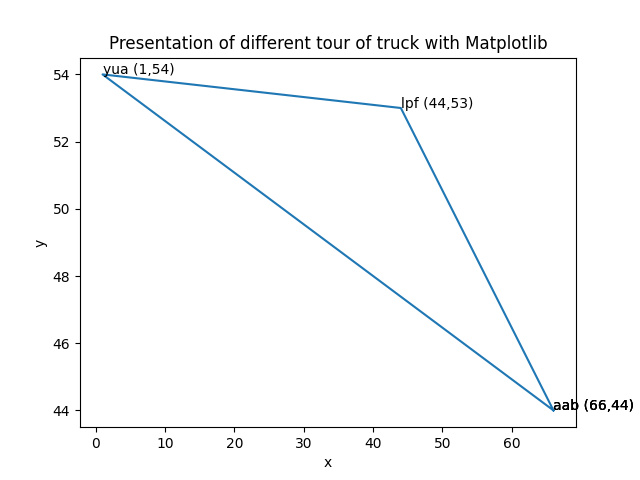 Presentation of different tour of truck with Matplotlib
54
52
50
48
46
44
y
yua (1,54)
lpf (44,53)
aab (66,44)
0 10 20 30 40 50 60
x